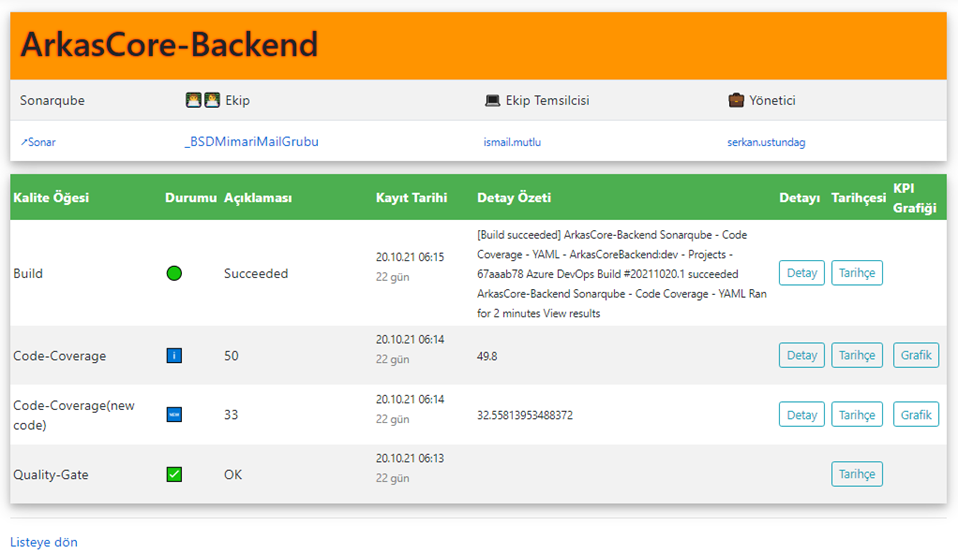 ArkasCore-Backend
Sonarqube Ekip Ekip Temsilcisi Yönetici
↗Sonar _BSDMimariMailGrubu ismail.mutlu serkan.ustundag
Kalite Öğesi Durumu Açıklaması Kayıt Tarihi Detay Özeti Detayı Tarihçesi KPI
Grafiği
Build Succeeded 20.10.21 06:15
22 gün
[Build succeeded] ArkasCore-Backend Sonarqube - Code
Coverage - YAML - ArkasCoreBackend:dev - Projects -
67aaab78 Azure DevOps Build #20211020.1 succeeded
ArkasCore-Backend Sonarqube - Code Coverage - YAML Ran
for 2 minutes View results
Detay Tarihçe
Code-Coverage i 50 20.10.21 06:14
22 gün
49.8 Detay Tarihçe Grafik
Code-Coverage(new
code)
NEW 33 20.10.21 06:14
22 gün
32.55813953488372 Detay Tarihçe Grafik
Quality-Gate OK 20.10.21 06:13
22 gün
Tarihçe
Listeye dön